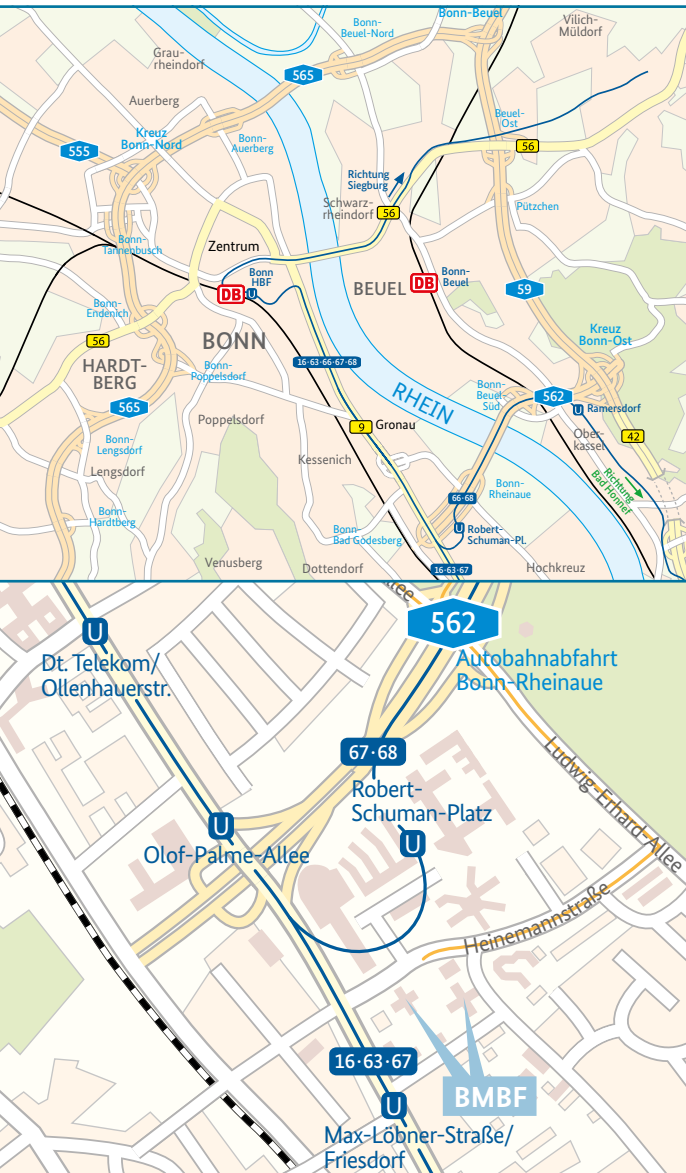 Bonn-Beuel
Vilich-
Müldorf
Bonn-
Beuel-Nord
Grau-
rheindorf
565
Auerberg
Beuel-
Ost
Kreuz
Bonn-Nord
555
Bonn-
Auerberg
56
Richtung
Siegburg
Schwarz-
rheindorf
56
Pützchen
Bonn-
Tannenbusch
Zentrum
Bonn
HBF
DB
U
BEUEL
DB
Bonn-
Beuel
59
Bonn-
Endenich
56
BONN
Kreuz
Bonn-Ost
HARDT-
BERG
Bonn-
Poppelsdorf
16·63·66·67·68
565
RHEIN
Bonn-
Beuel-
Süd
562
U
Ramersdorf
Poppelsdorf
9
Gronau
Ober-
kassel
42
Bonn-
Lengsdorf
Kessenich
Lengsdorf
Richtung
Bad Honnef
Bonn-
Rheinaue
66·68
Bonn-
Hardtberg
Bonn-
Bad Godesberg
U
Robert-
Schuman-Pl.
Venusberg
Dottendorf
16·63·67
Hochkreuz
llee
562
U
Dt. Telekom/
Ollenhauerstr.
Autobahnabfahrt
Bonn-Rheinaue
67·68
Ludwig-Erhard-Allee
Robert-
Schuman-Platz
U
U
Olof-Palme-Allee
Heinemannstraße
16·63·67
BMBF
U
Max-Löbner-Straße/
Friesdorf